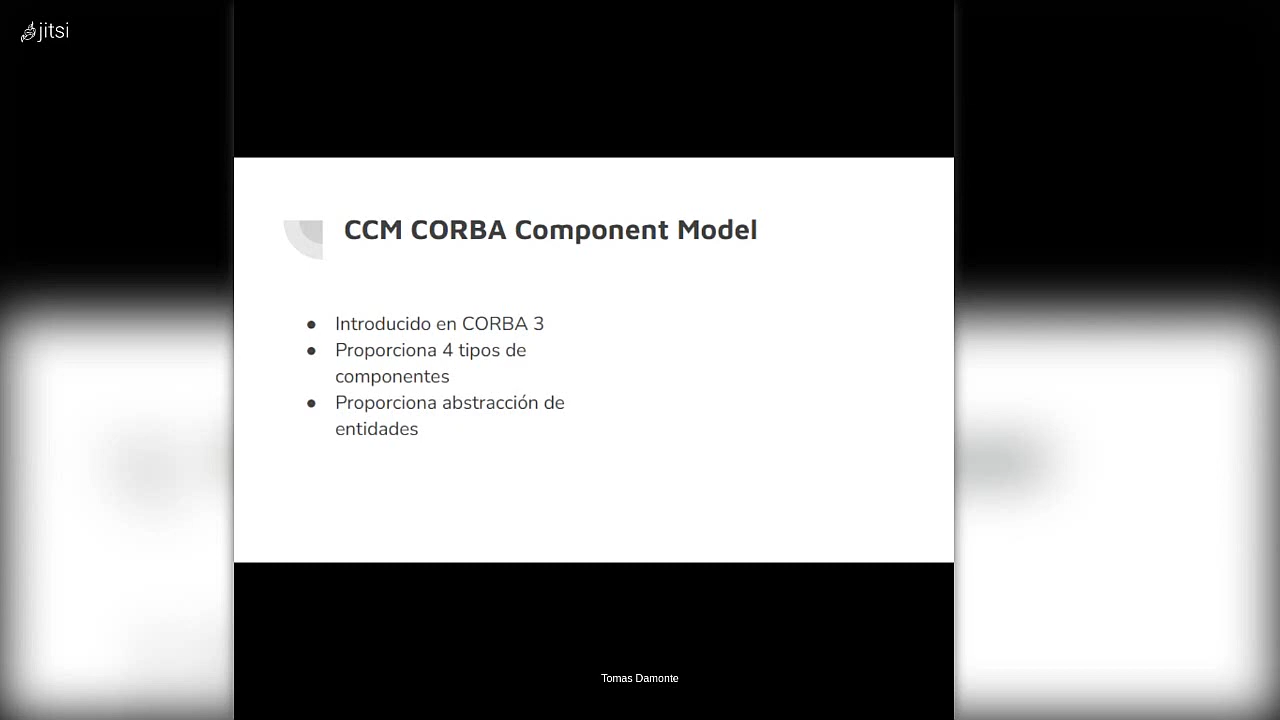 jitsi
CCM CORBA Component Model
● Introducido en CORBA 3
● Proporciona 4 tipos de
componentes
● Proporciona abstracción de
entidades
Tomas Damonte